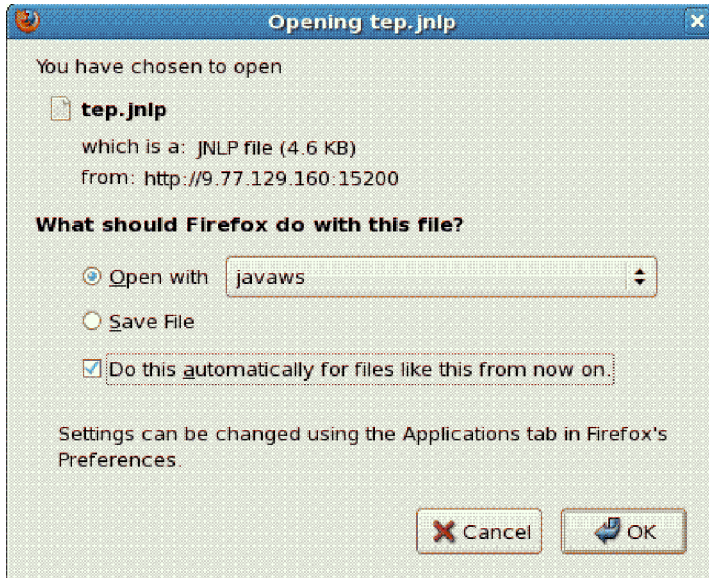 Opening tep.jnlp
You have chosen to open
tep.jnlp
which is a: JNLP file (4.6 KB)
from: http://9.77.129.160:15200
What should Firefox do with this file?
Open with javaws
Save File
Do this automatically for files like this from now on.
Settings can be changed using the Applications tab in Firefox's
Preferences.
Cancel OK